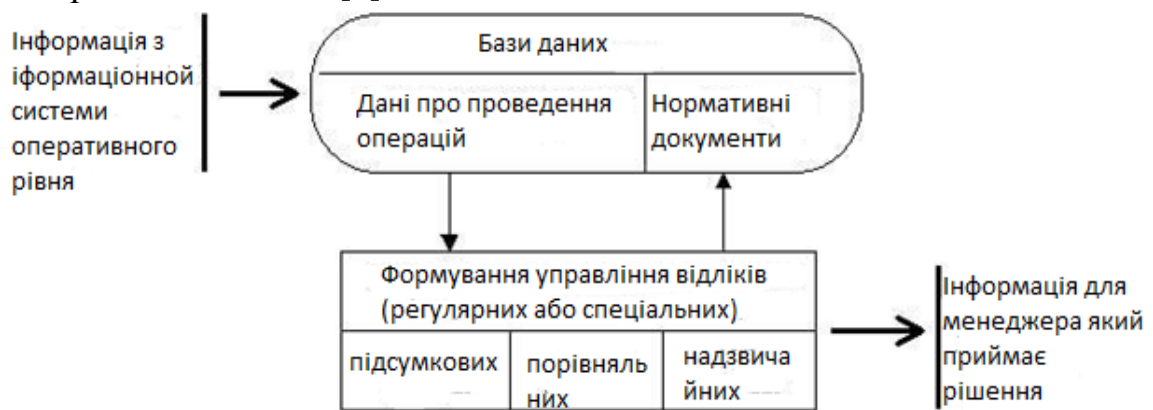 Інформація з
іформаціонной
системи
оперативного
рівня
Бази даних
Дані про проведення
операцій
Нормативні
документи
Формування управління відліків
(регулярних або спеціальних)
підсумкових
порівняль
них
надзвича
йних
Інформація для
менеджера який
приймає
рішення